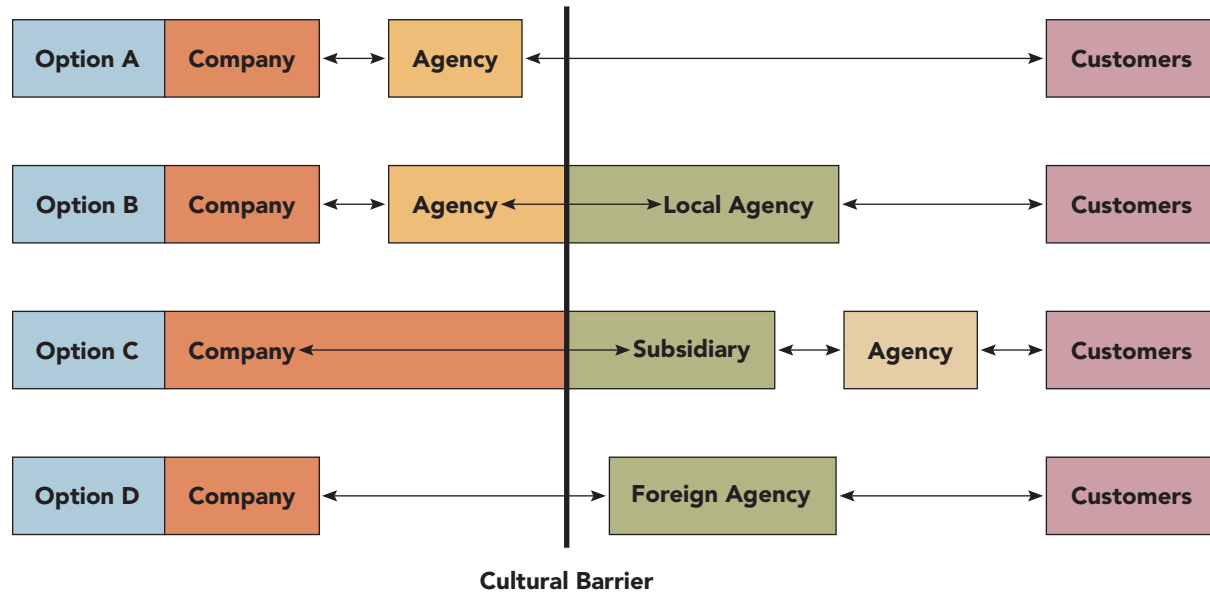 Option A Company Agency Customers
Option B Company Agency Local Agency Customers
Option C Company Subsidiary Agency Customers
Option D Company Foreign Agency Customers
Cultural Barrier